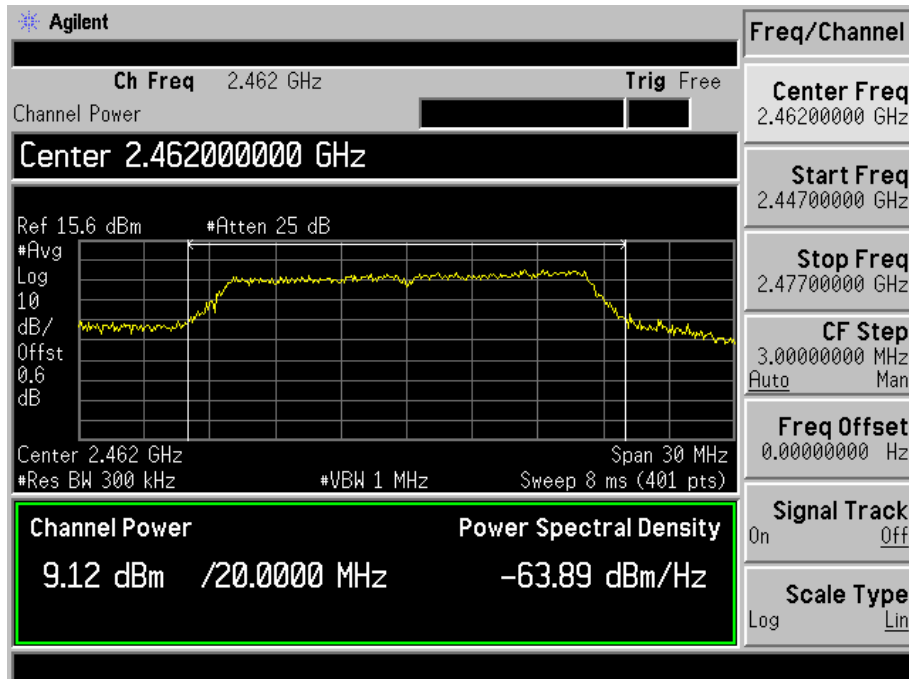 Agilent
Freq/Channel
Ch Freq 2.462 GHz Trig Free
Channel Power
Center 2.462000000 GHz
Ref 15.6 dBm #Atten 25 dB
#Avg
Log
10
dB/
Offst
0.6
dB
Center 2.462 GHz Span 30 MHz
#Res BW 300 kHz #VBW 1 MHz Sweep 8 ms (401 pts)
Channel Power Power Spectral Density
9.12 dBm /20.0000 MHz -63.89 dBm/Hz
Center Freq
2.46200000 GHz
Start Freq
2.44700000 GHz
Stop Freq
2.47700000 GHz
CF Step
3.00000000 MHz
Auto Man
Freq Offset
0.00000000 Hz
Signal Track
On Off
Scale Type
Log Lin